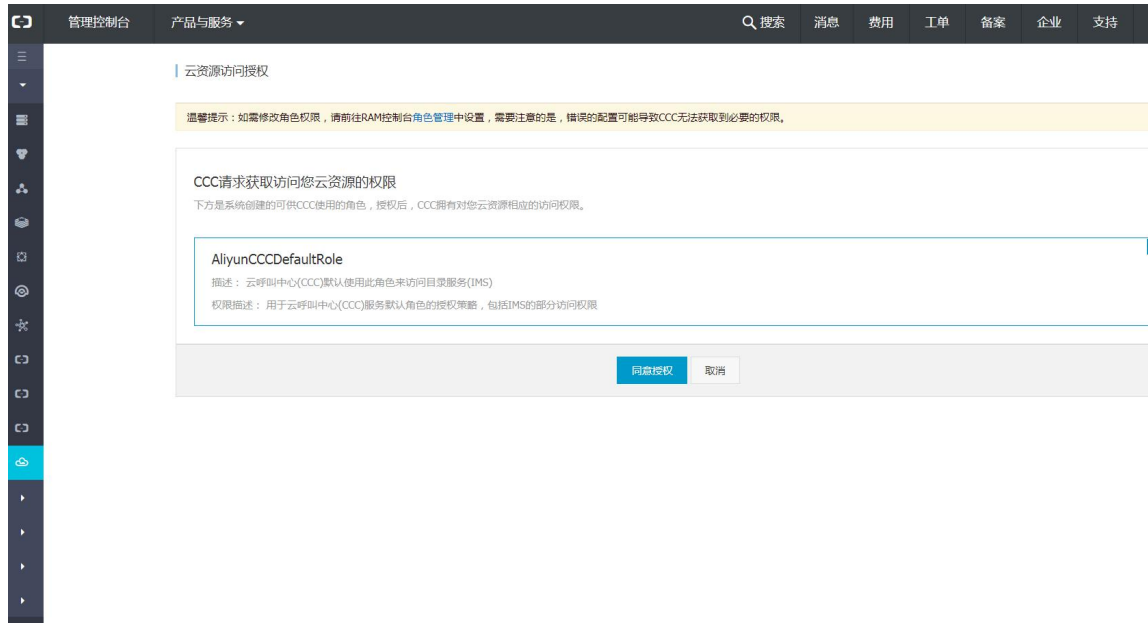 管理控制台 产品与服务 搜索 消息 费用 工单 备案 企业 支持
云资源访问授权
温馨提示：如需修改角色权限，请前往RAM控制台角色管理中设置，需要注意的是，错误的配置可能导致CCC无法获取到必要的权限。
CCC请求获取访问您云资源的权限
下方是系统创建的可供CCC使用的角色，授权后，CCC拥有对您云资源相应的访问权限。
AliyunCCCDefaultRole
描述： 云呼叫中心(CCC)默认使用此角色来访问目录服务(IMS)
权限描述： 用于云呼叫中心(CCC)服务默认角色的授权策略，包括IMS的部分访问权限
同意授权 取消